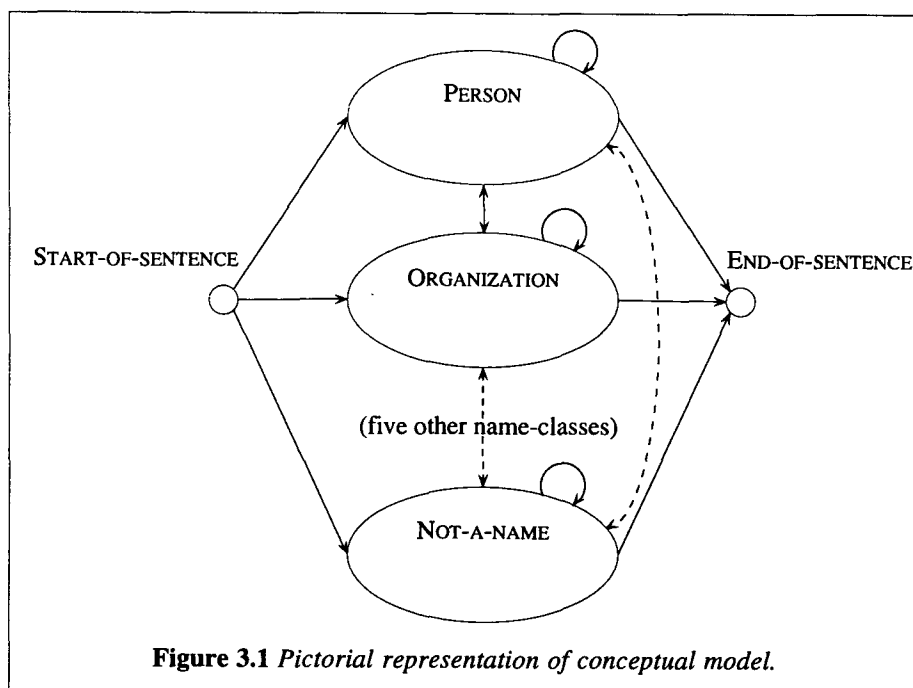 PERSON
START-OF-SENTENCE
END-OF-SENTENCE
ORGANIZATION
(five other name-classes)
NOT-A-NAME
Figure 3.1 Pictorial representation of conceptual model.